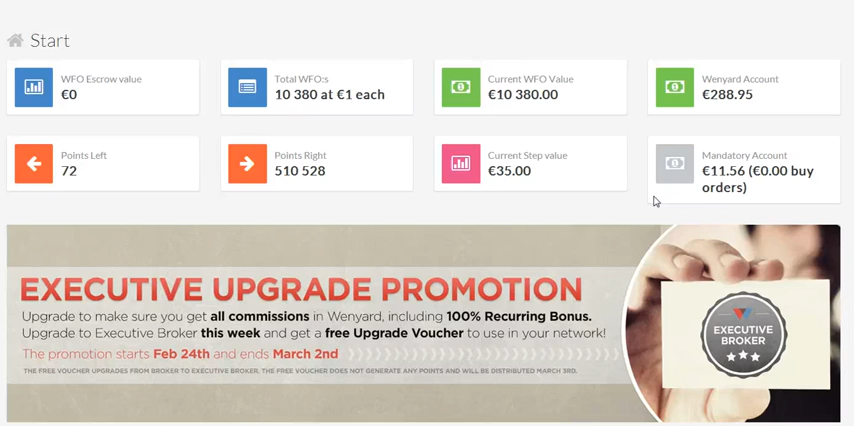 Start
WFO Escrow value
€0
Total WFO:s
10 380 at €1 each
Current WFO Value
€10 380.00
Wenyard Account
€288.95
Points Left
72
Points Right
510 528
Current Step value
€35.00
Mandatory Account
€11.56 (€0.00 buy
orders)
EXECUTIVE UPGRADE PROMOTION
Upgrade to make sure you get all commissions in Wenyard, including 100% Recurring Bonus.
Upgrade to Executive Broker this week and get a free Upgrade Voucher to use in your network!
The promotion starts Feb 24th and ends March 2nd
THE FREE VOUCHER UPGRADES FROM BROKER TO EXECUTIVE BROKER. THE FREE VOUCHER DOES NOT GENERATE ANY POINTS AND WILL BE DISTRIBUTED MARCH 3RD.
EXECUTIVE
BROKER